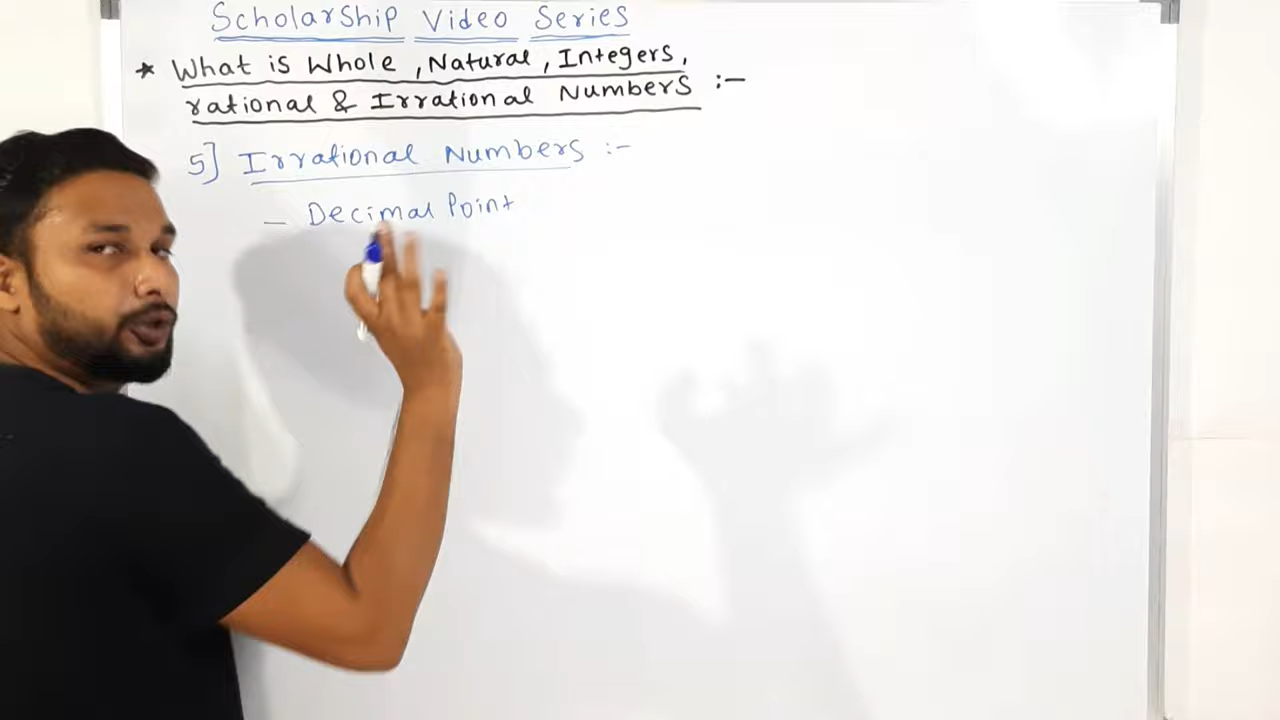 Scholarship Video Series
★ What is Whole, Natural, Integers,
rational & Irrational Numbers :-
5] Irrational Numbers :-
- Decimal Point